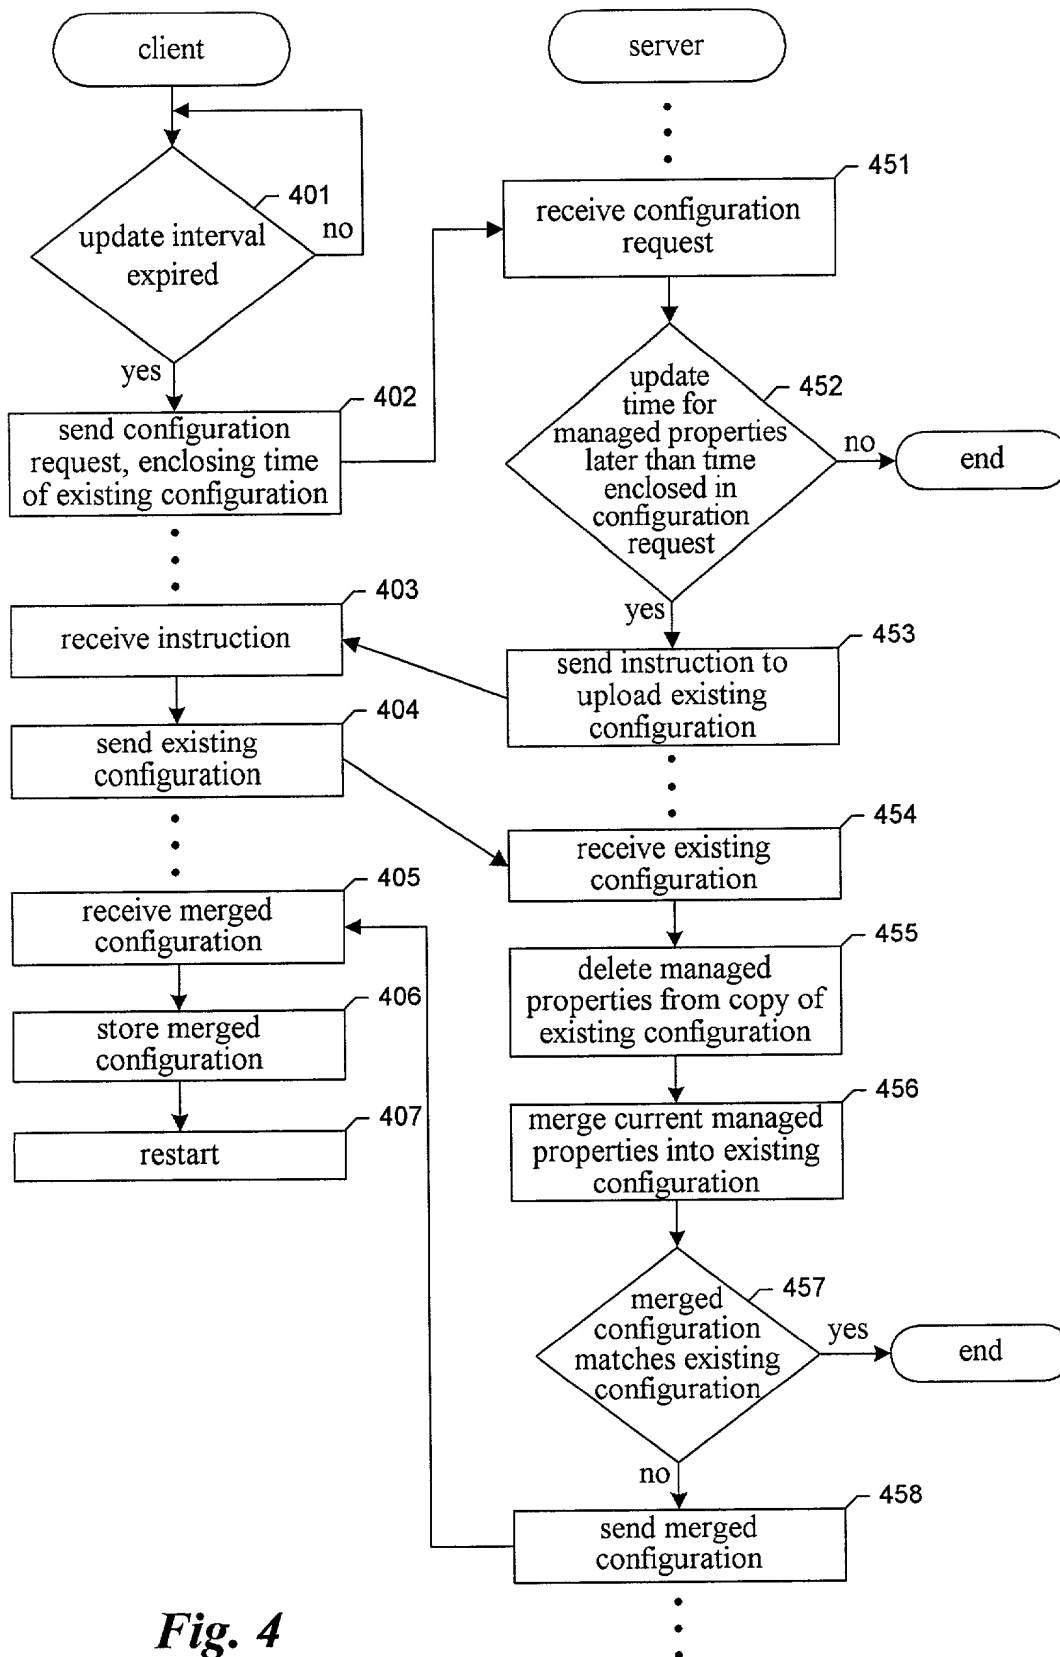 client
401
update interval
expired
no
yes
402
send configuration
request, enclosing time
of existing configuration
403
receive instruction
404
send existing
configuration
405
receive merged
configuration
406
store merged
configuration
407
restart
server
451
receive configuration
request
452
update
time for
managed properties
later than time
enclosed in
configuration
request
no
end
yes
453
send instruction to
upload existing
configuration
454
receive existing
configuration
455
delete managed
properties from copy of
existing configuration
456
merge current managed
properties into existing
configuration
457
merged
configuration
matches existing
configuration
yes
end
no
458
send merged
configuration
Fig. 4